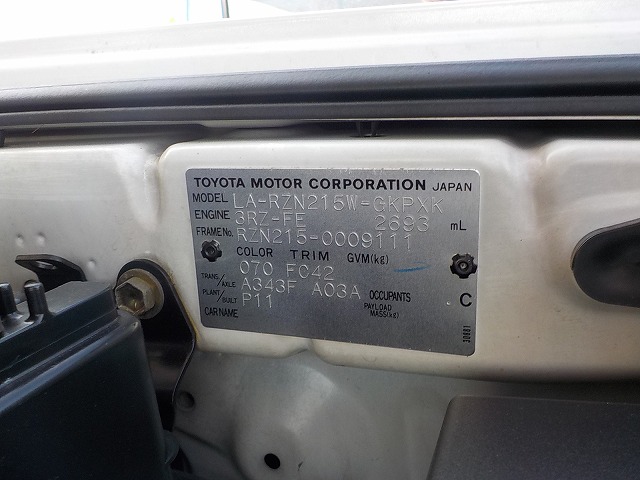 TOYOTA MOTOR CORPORATION JAPAN
MODEL LA-RZN215W-GKPXK
ENGINE 3RZ-FE 2693 mL
FRAME No. RZN215-0009111
COLOR TRIM GVM(kg)
070 FC42
TRANS/AXLE A343F A03A OCCUPANTS C
PLANT/BUILT P11 PAYLOAD MASS(kg)
CAR NAME
30881